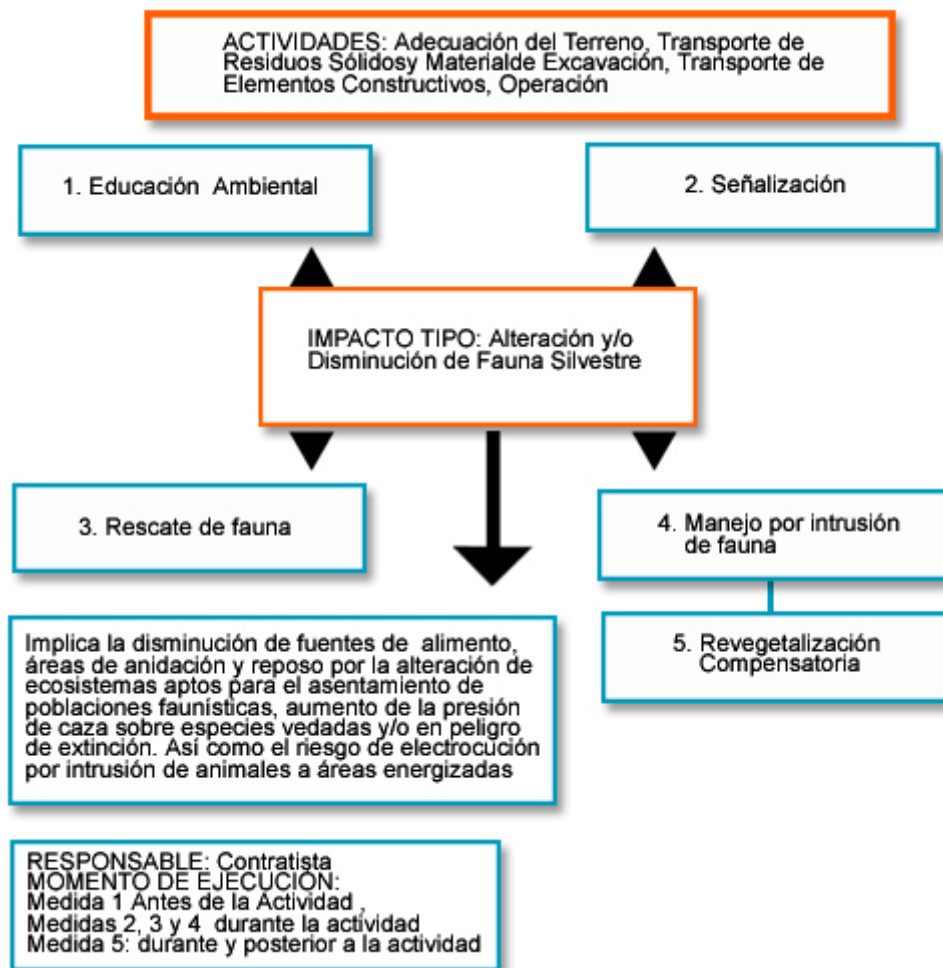 ACTIVIDADES: Adecuación del Terreno, Transporte de
Residuos Sólidosy Materialde Excavación, Transporte de
Elementos Constructivos, Operación
1. Educación Ambiental
2. Señalización
IMPACTO TIPO: Alteración y/o
Disminución de Fauna Silvestre
3. Rescate de fauna
4. Manejo por intrusión
de fauna
5. Revegetalización
Compensatoria
Implica la disminución de fuentes de alimento,
áreas de anidación y reposo por la alteración de
ecosistemas aptos para el asentamiento de
poblaciones faunísticas, aumento de la presión
de caza sobre especies vedadas y/o en peligro
de extinción. Así como el riesgo de electrocución
por intrusión de animales a áreas energizadas
RESPONSABLE: Contratista
MOMENTO DE EJECUCIÓN:
Medida 1 Antes de la Actividad ,
Medidas 2, 3 y 4 durante la actividad
Medida 5: durante y posterior a la actividad